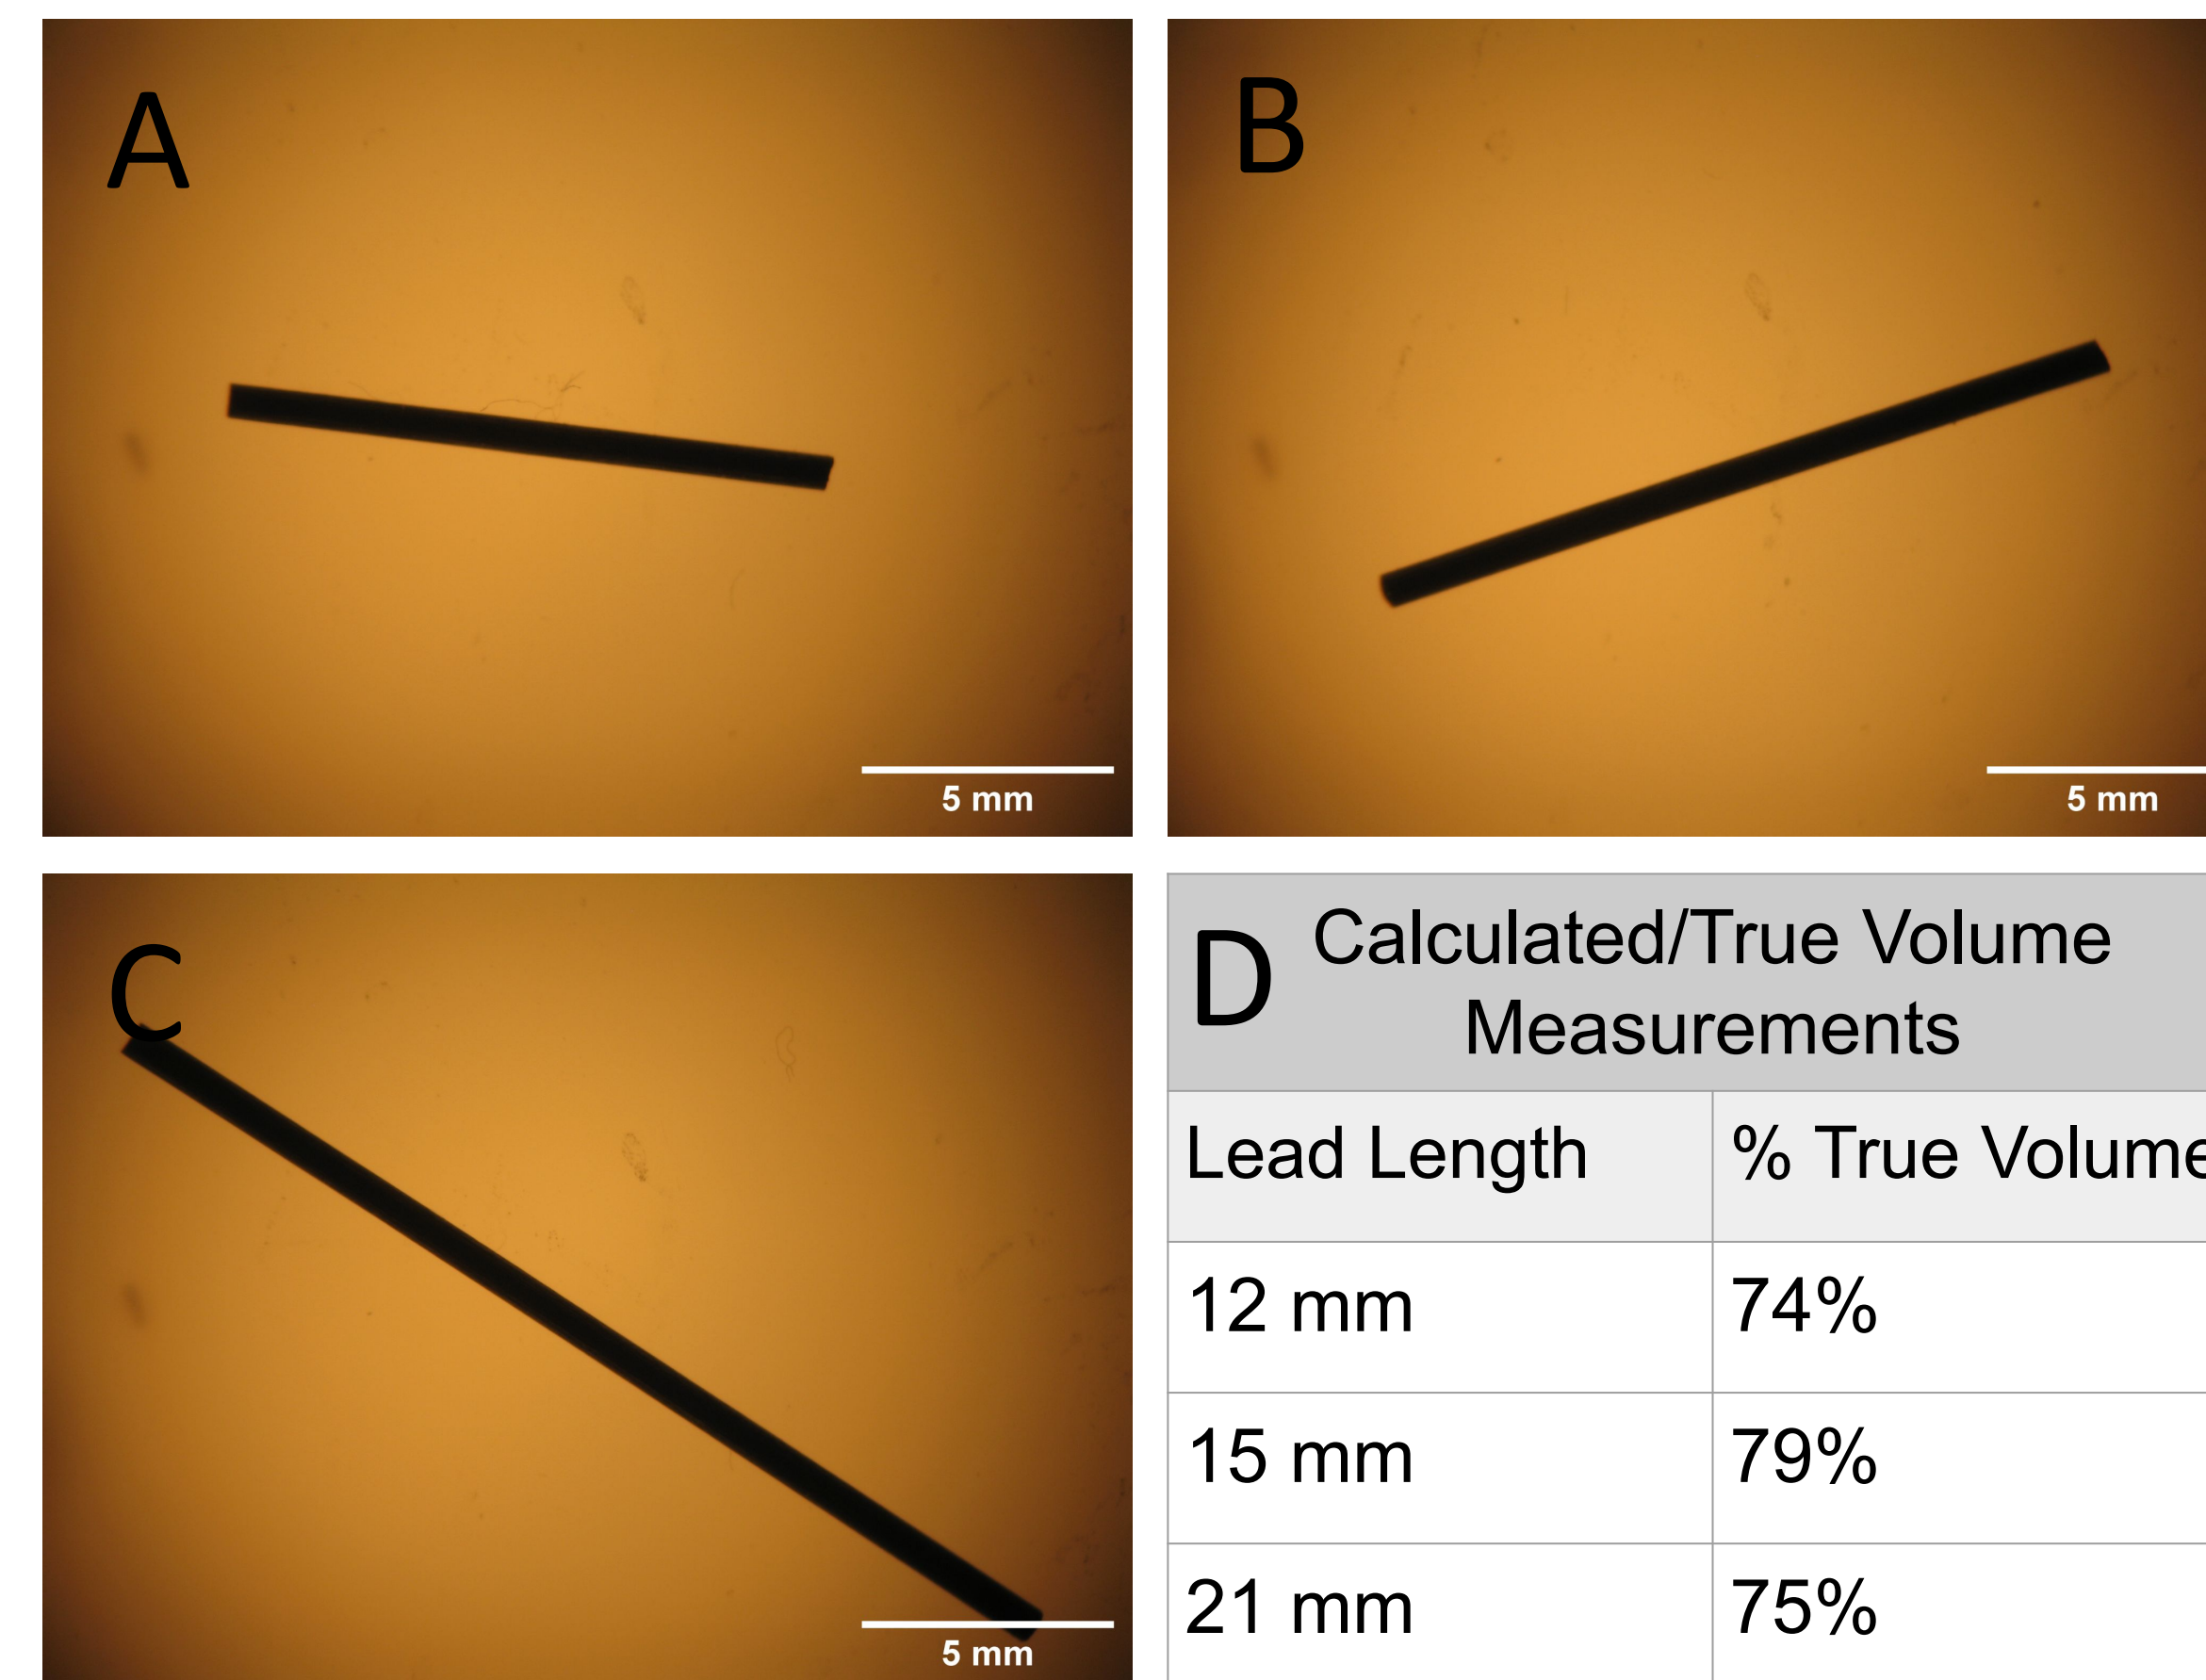 A
5 mm
B
5 mm
C
5 mm
D
Calculated/True Volume
Measurements
Lead Length % True Volume
12 mm 74%
15 mm 79%
21 mm 75%